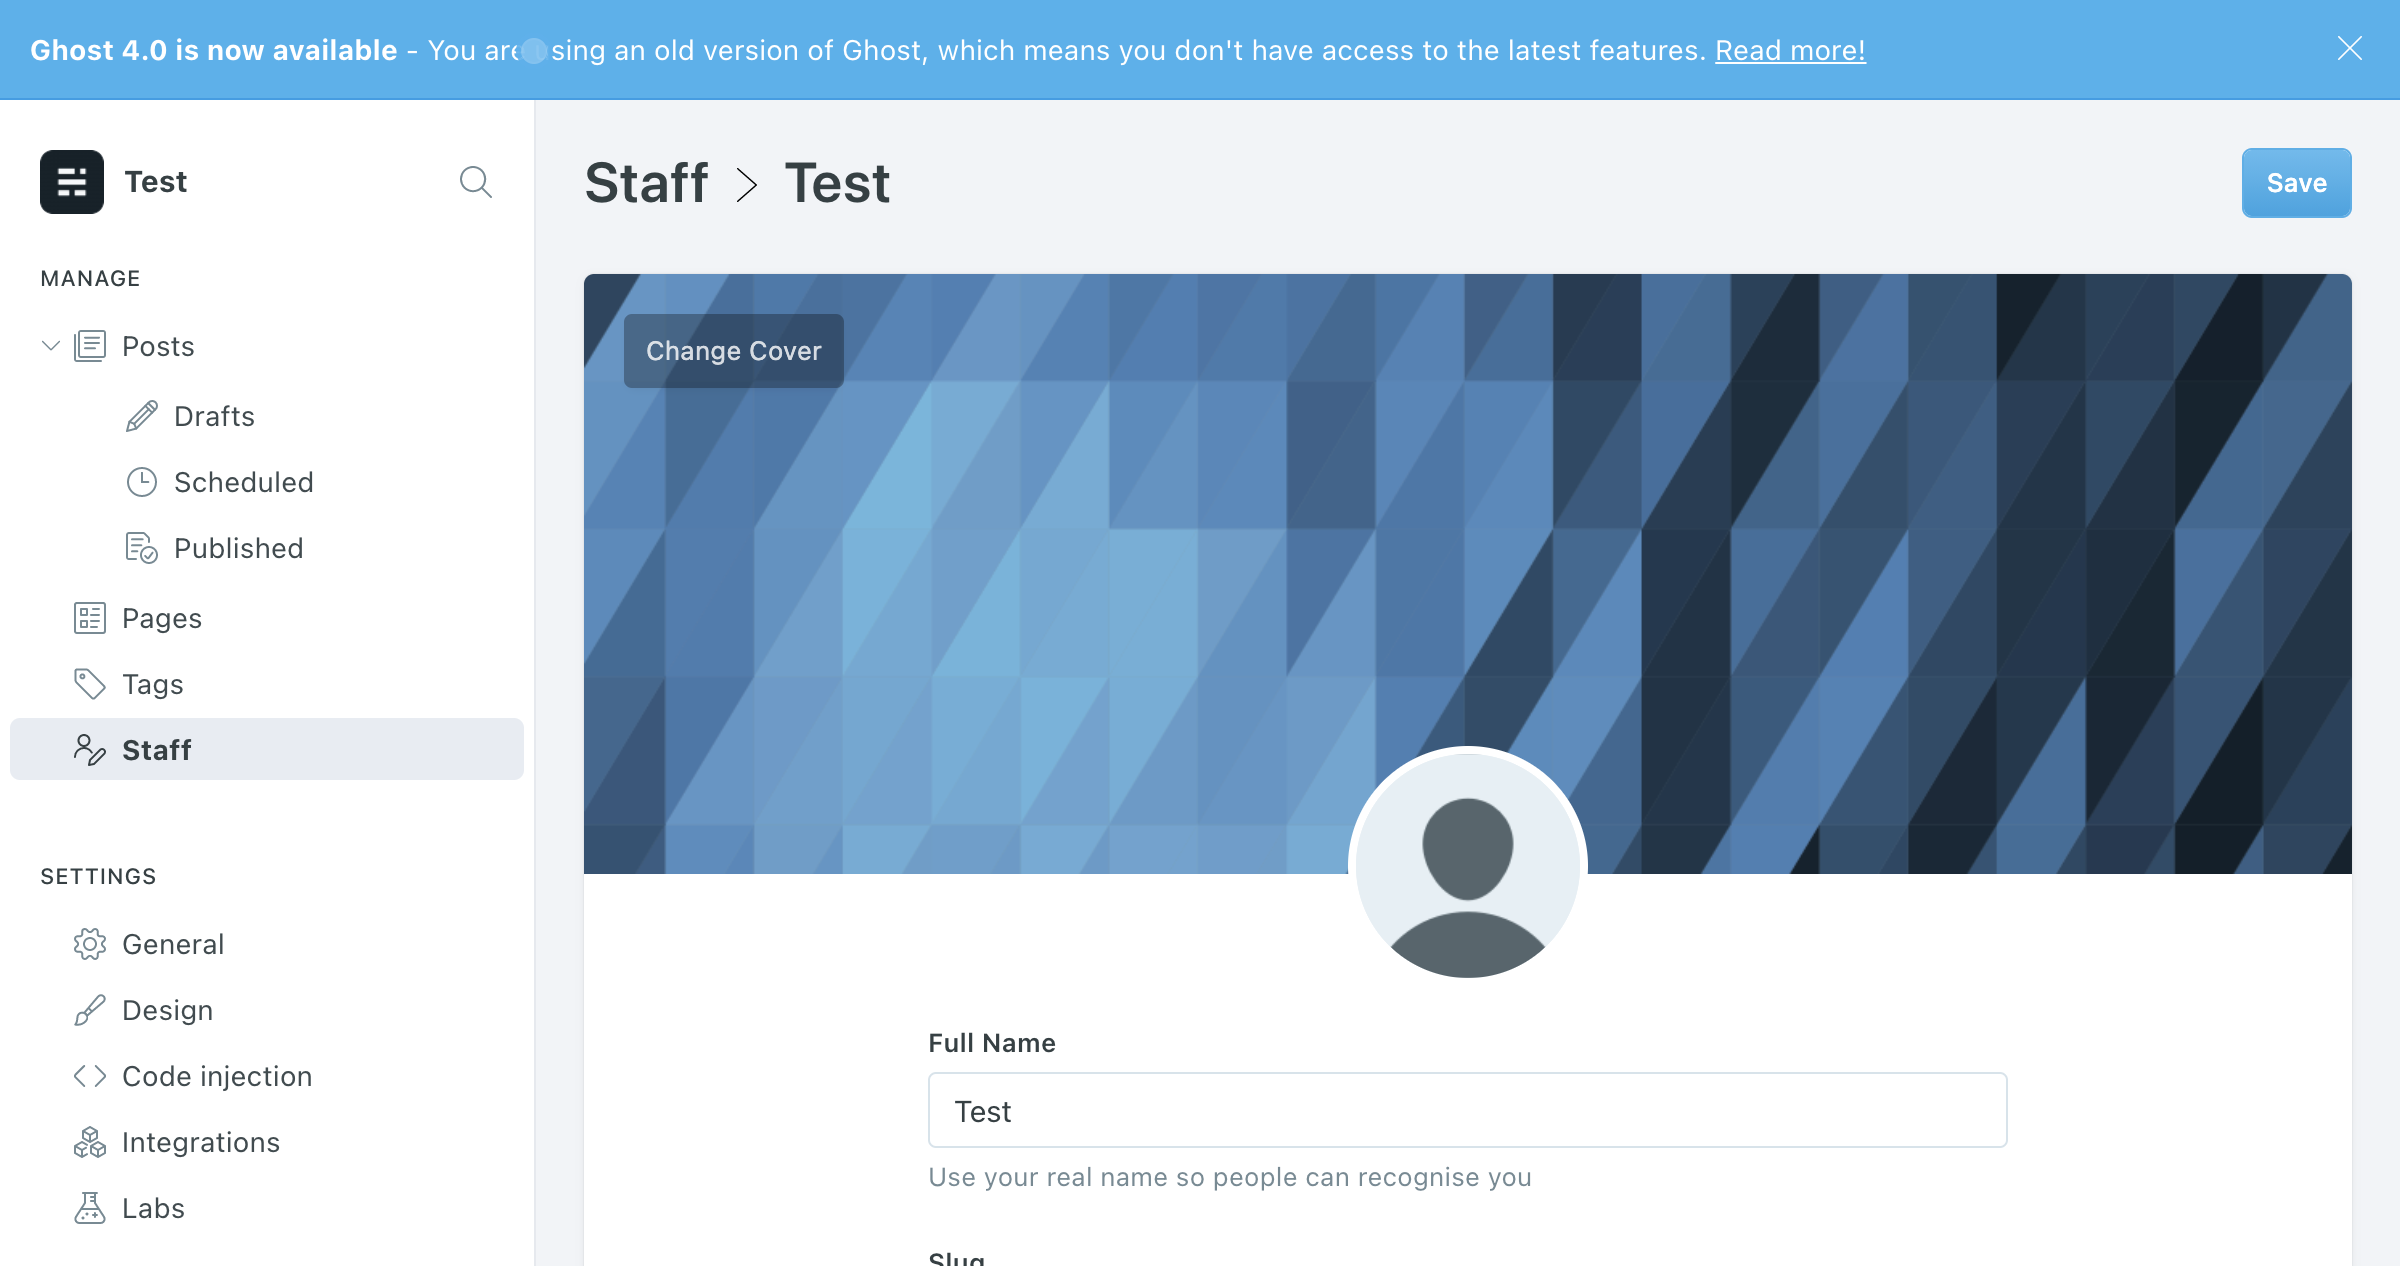 Ghost 4.0 is now available - You are using an old version of Ghost, which means you don't have access to the latest features. Read more!
Test
MANAGE
Posts
Drafts
Scheduled
Published
Pages
Tags
Staff
SETTINGS
General
Design
Code injection
Integrations
Labs
Staff > Test
Save
Change Cover
Full Name
Test
Use your real name so people can recognise you
Slug